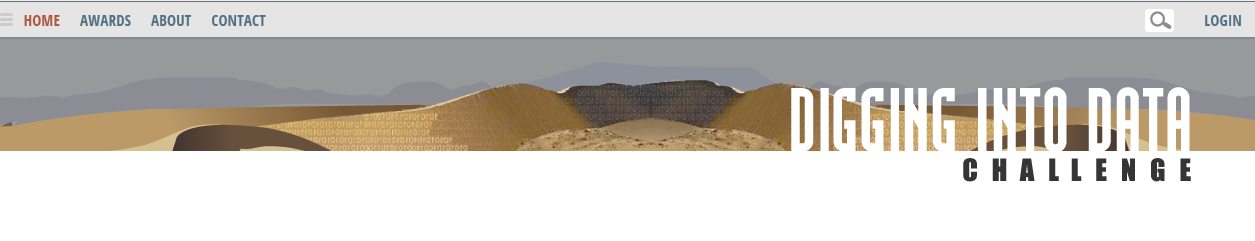 HOME AWARDS ABOUT CONTACT LOGIN
DIGGING INTO DATA
CHALLENGE